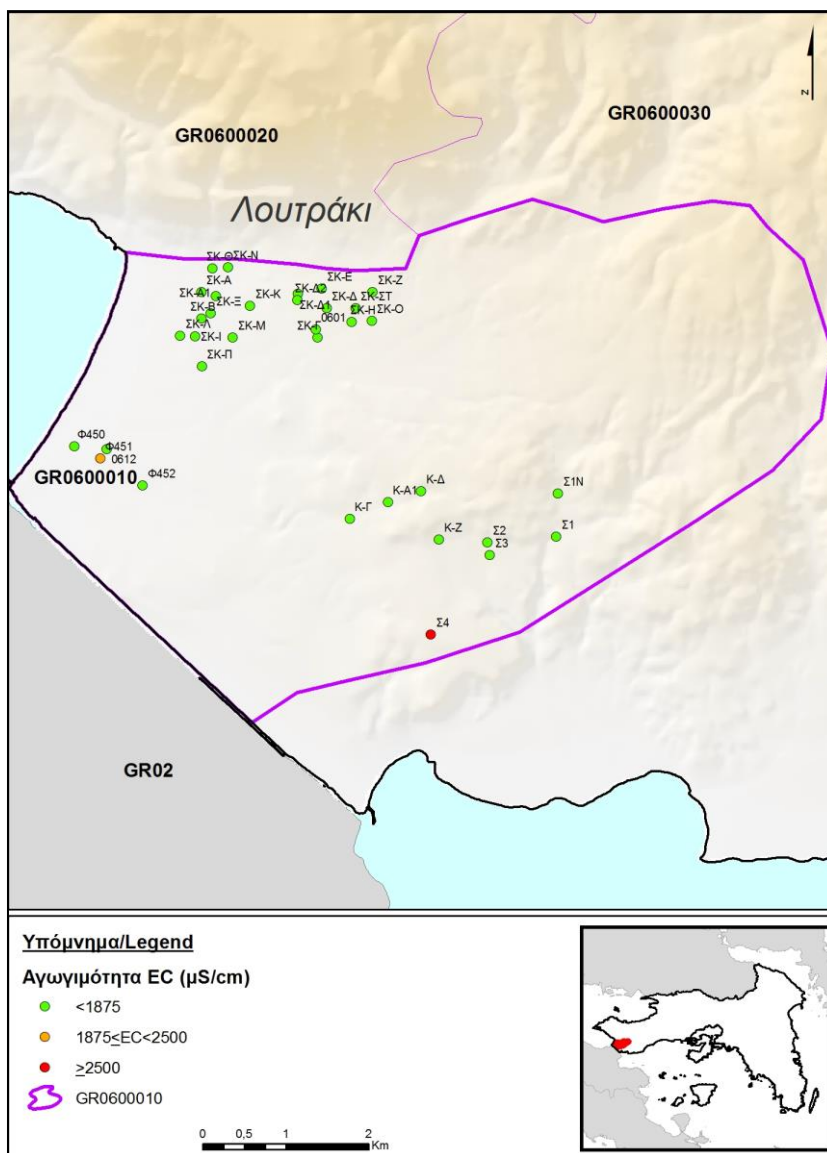 GR0600020
GR0600030
N
Λουτράκι
ΣΚ-Θ
ΣΚ-Ν
ΣΚ-Α
ΣΚ-Α1
ΣΚ-Ξ
ΣΚ-Β
ΣΚ-Κ
ΣΚ-Λ
ΣΚ-Ι
ΣΚ-Μ
ΣΚ-Π
ΣΚ-Ε
ΣΚ-Δ2
ΣΚ-Ζ
ΣΚ-Δ1
ΣΚ-Δ
ΣΚ-ΣΤ
0601
ΣΚ-Η
ΣΚ-Ο
ΣΚ-Γ
Φ450
Φ451
0612
GR0600010
Φ452
Κ-Δ
Κ-Α1
Κ-Γ
Σ1Ν
Κ-Ζ
Σ2
Σ1
Σ3
Σ4
GR02
Υπόμνημα/Legend
Αγωγιμότητα EC (μS/cm)
<1875
1875≤EC<2500
≥2500
GR0600010
0 0,5 1 2
Km